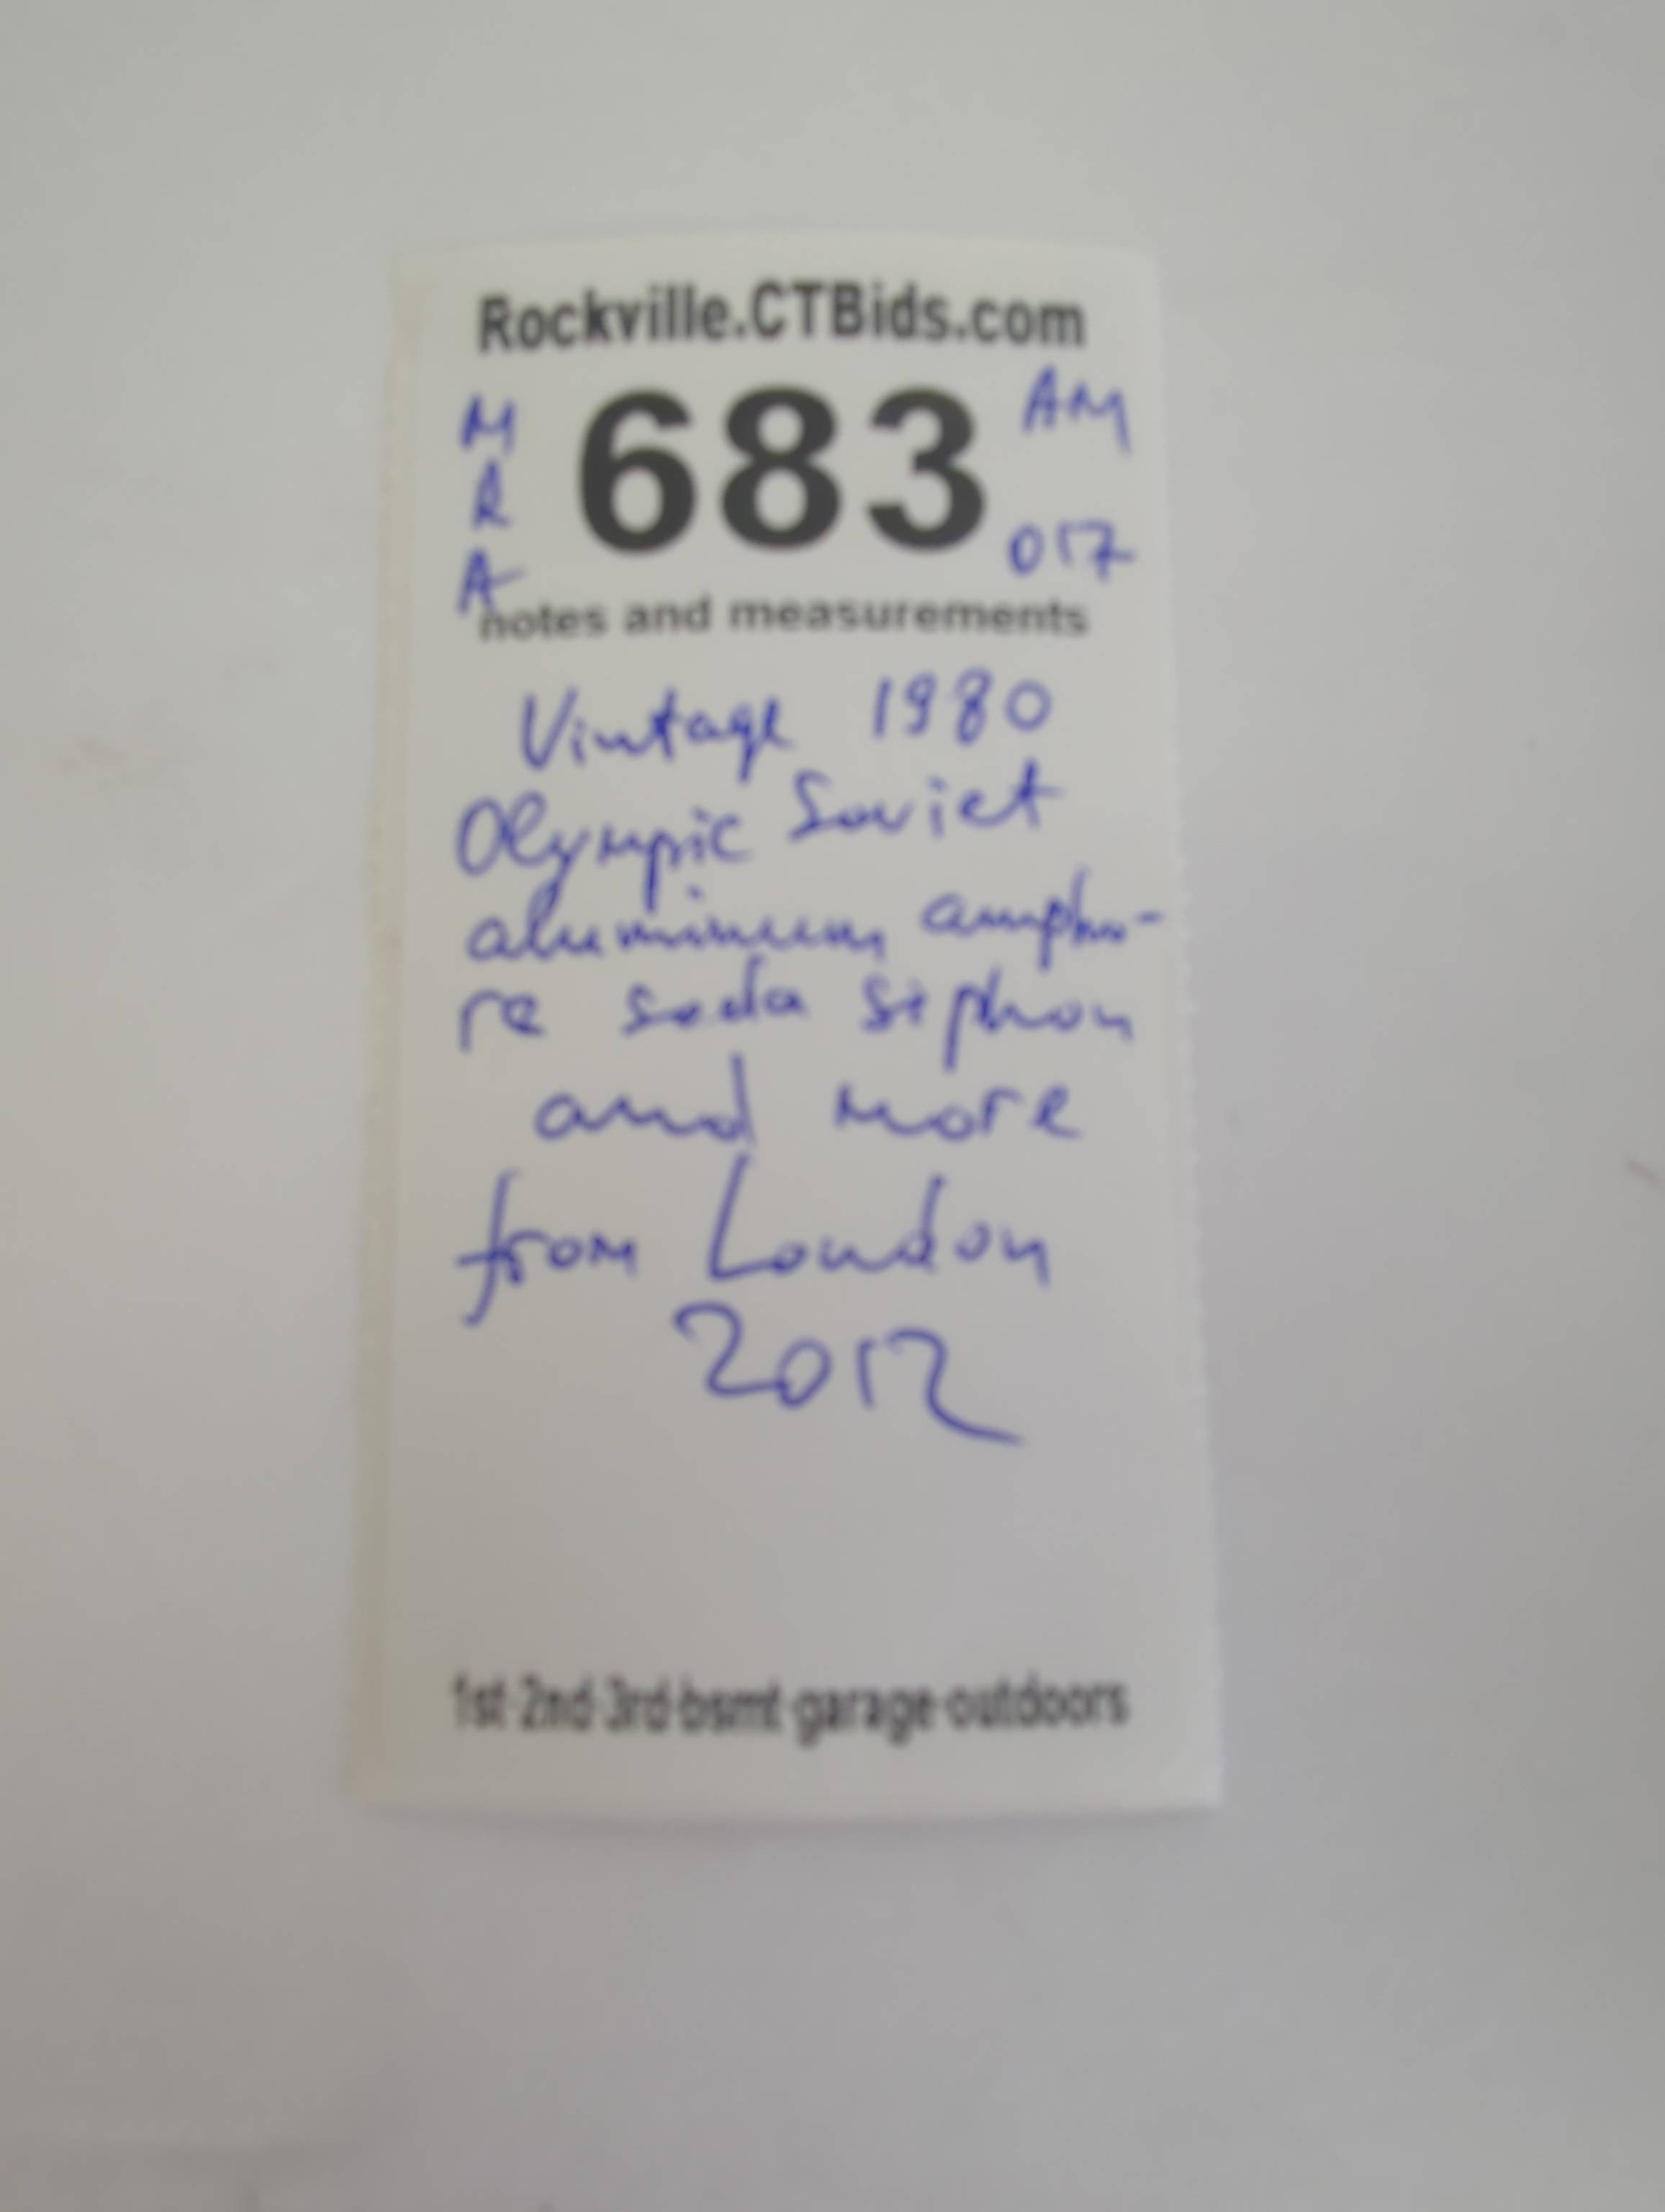 Rockville.CTBids.com
M
R
A
683
AM
017
notes and measurements
Vintage 1980
Olympic Soviet
aluminum ampho-
re soda siphon
and more
from London
2012
1st·2nd·3rd·bsmt·garage·outdoors